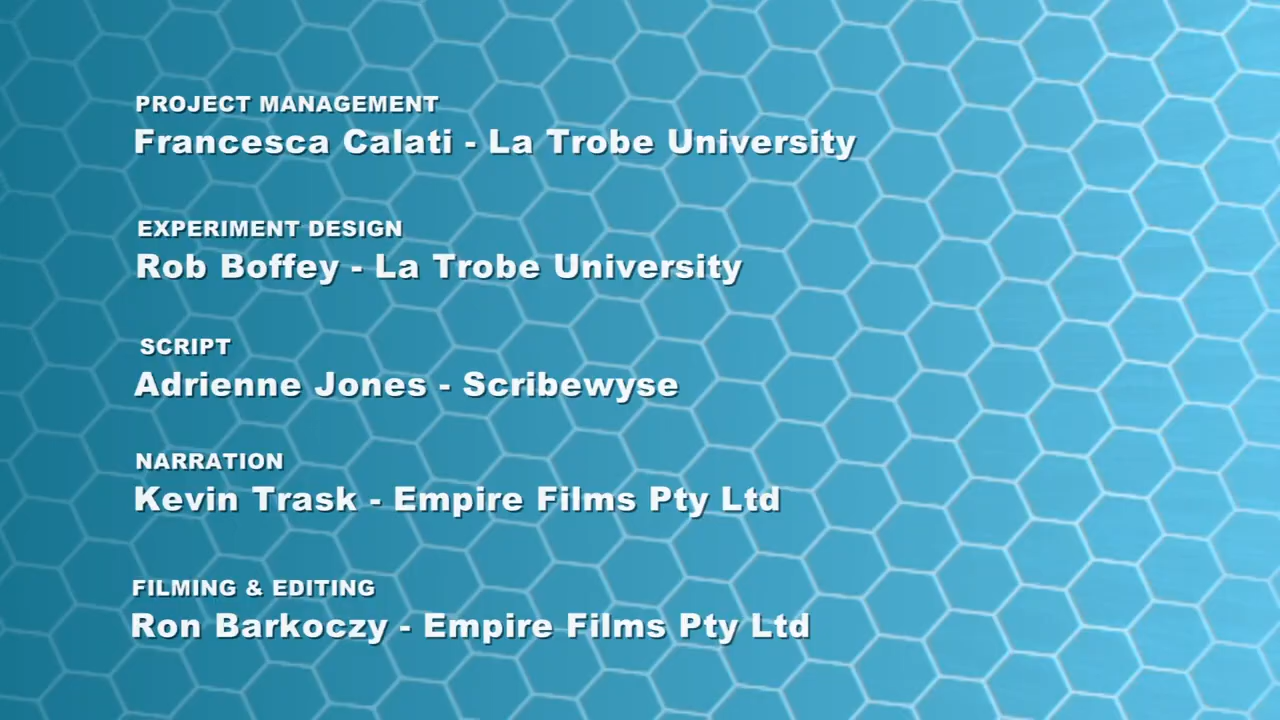 PROJECT MANAGEMENT
Francesca Calati - La Trobe University
EXPERIMENT DESIGN
Rob Boffey - La Trobe University
SCRIPT
Adrienne Jones - Scribewyse
NARRATION
Kevin Trask - Empire Films Pty Ltd
FILMING & EDITING
Ron Barkoczy - Empire Films Pty Ltd